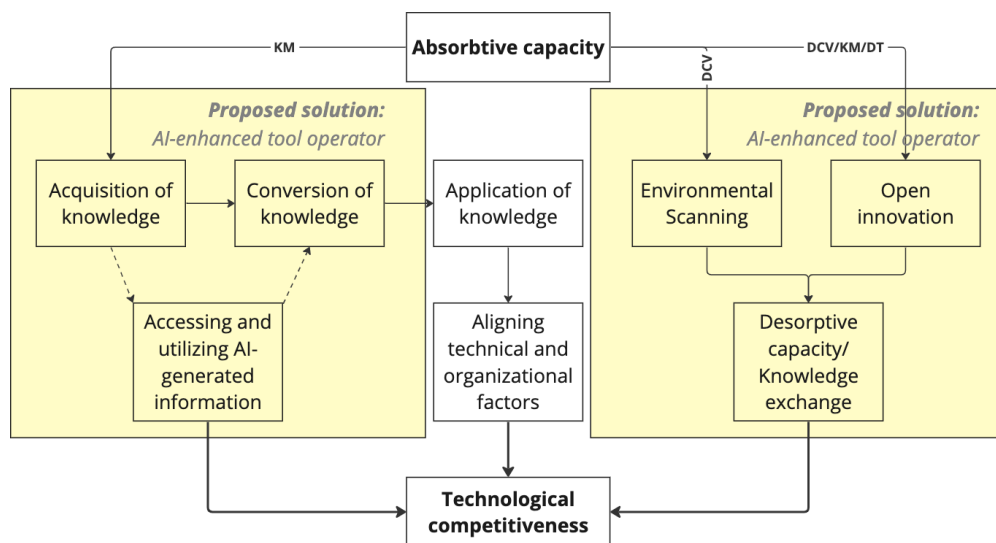 Absorbtive capacity
KM
DCV
DCV/KM/DT
Proposed solution:
AI-enhanced tool operator
Proposed solution:
AI-enhanced tool operator
Acquisition of
knowledge
Conversion of
knowledge
Application of
knowledge
Environmental
Scanning
Open
innovation
Accessing and
utilizing AI-
generated
information
Aligning
technical and
organizational
factors
Desorptive
capacity/
Knowledge
exchange
Technological
competitiveness